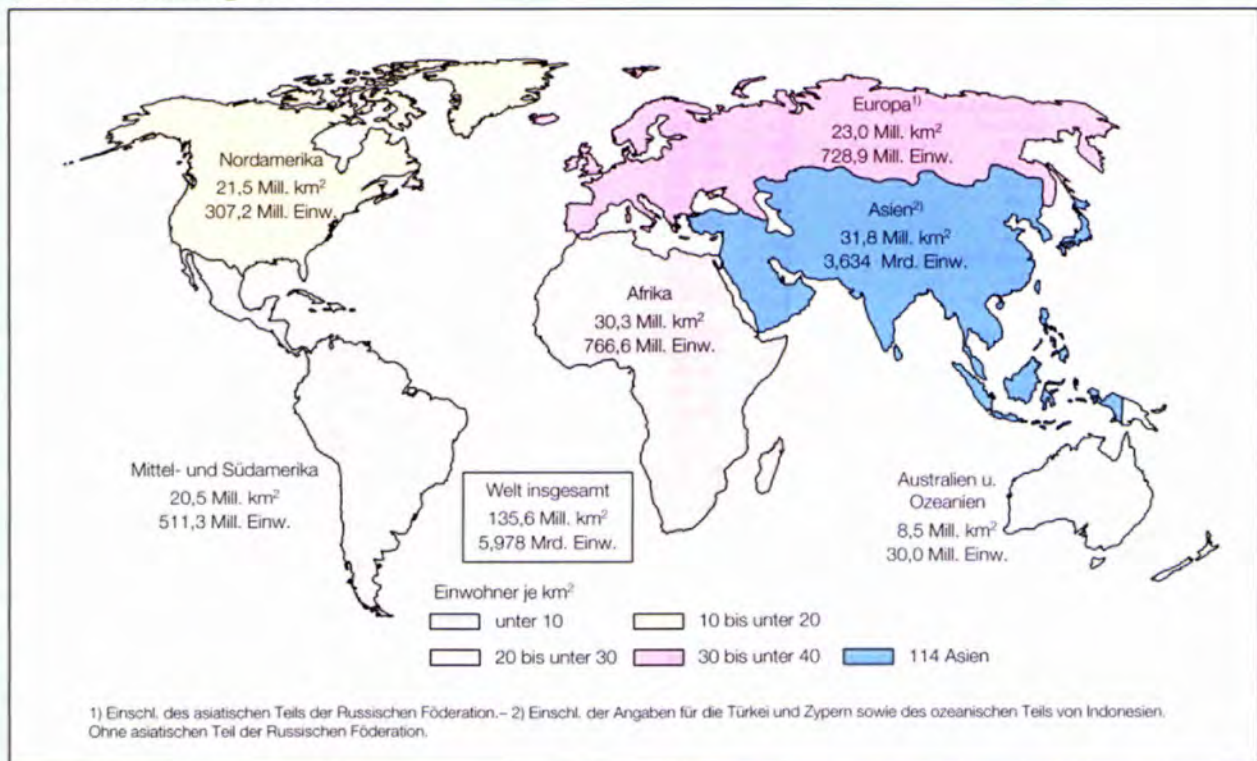 Europa1)
23,0 Mill. km²
728,9 Mill. Einw.
Nordamerika
21,5 Mill. km²
307,2 Mill. Einw.
Asien2)
31,8 Mill. km²
3,634 Mrd. Einw.
Afrika
30,3 Mill. km²
766,6 Mill. Einw.
Mittel- und Südamerika
20,5 Mill. km²
511,3 Mill. Einw.
Welt insgesamt
135,6 Mill. km²
5,978 Mrd. Einw.
Australien u.
Ozeanien
8,5 Mill. km²
30,0 Mill. Einw.
Einwohner je km²
unter 10
10 bis unter 20
20 bis unter 30
30 bis unter 40
114 Asien
1) Einschl. des asiatischen Teils der Russischen Föderation.– 2) Einschl. der Angaben für die Türkei und Zypern sowie des ozeanischen Teils von Indonesien.
Ohne asiatischen Teil der Russischen Föderation.